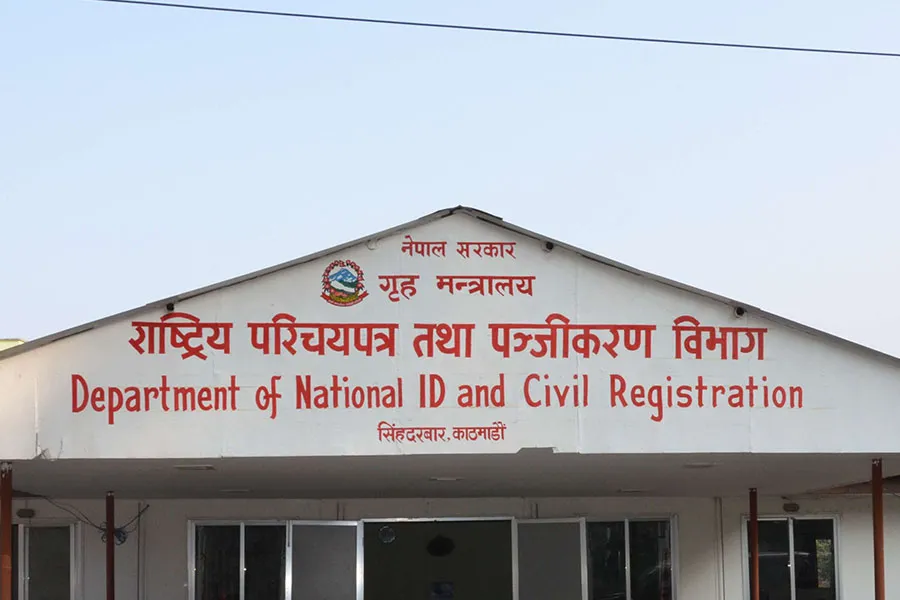 नेपाल सरकार
गृह मन्त्रालय
राष्ट्रिय परिचयपत्र तथा पञ्जीकरण विभाग
Department of National ID and Civil Registration
सिंहदरबार, काठमाडौं